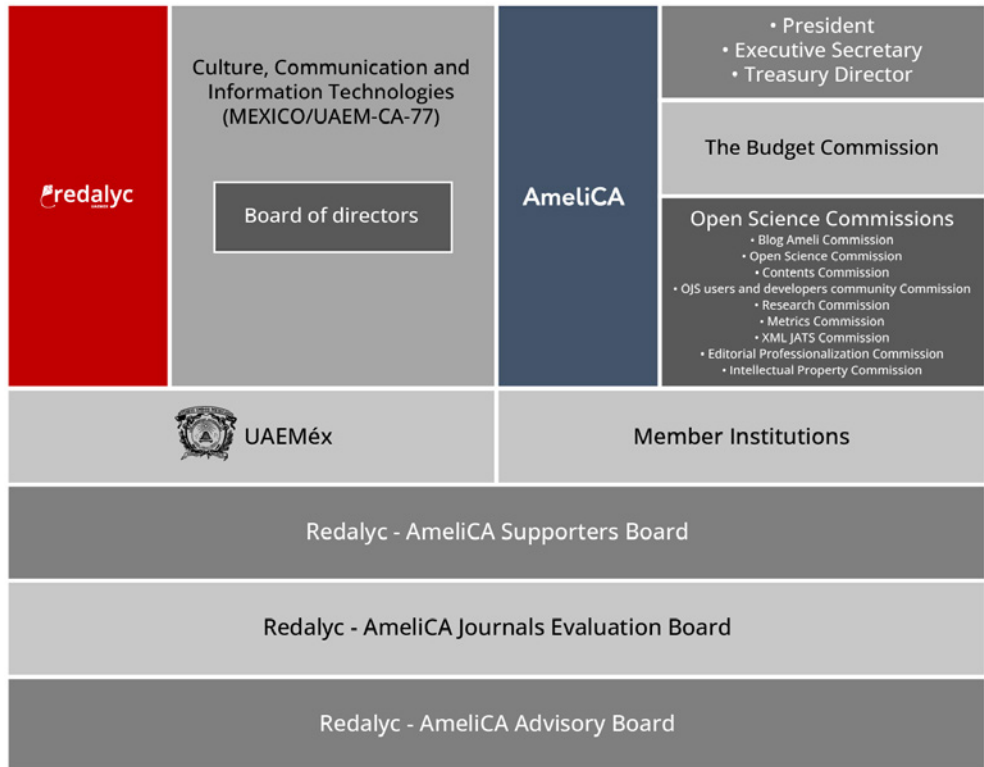 redalyc
Culture, Communication and
Information Technologies
(MEXICO/UAEM-CA-77)
Board of directors
AmeliCA
• President
• Executive Secretary
• Treasury Director
The Budget Commission
Open Science Commissions
• Blog Ameli Commission
• Open Science Commission
• Contents Commission
• OJS users and developers community Commission
• Research Commission
• Metrics Commission
• XML JATS Commission
• Editorial Professionalization Commission
• Intellectual Property Commission
UAEMéx
Member Institutions
Redalyc - AmeliCA Supporters Board
Redalyc - AmeliCA Journals Evaluation Board
Redalyc - AmeliCA Advisory Board